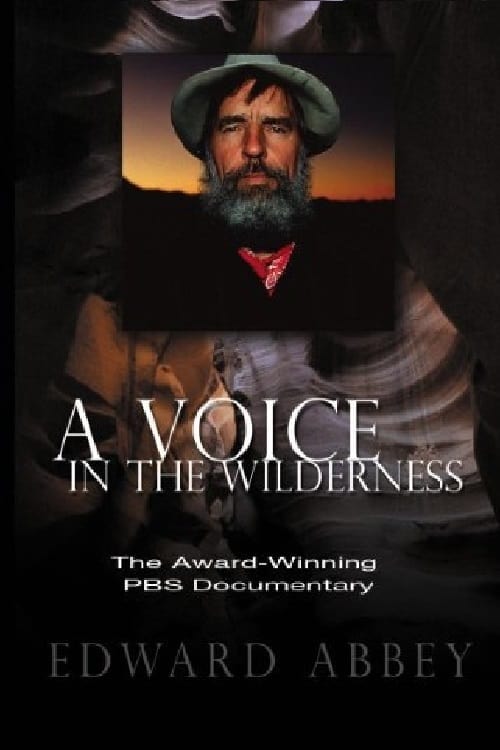 A VOICE
IN THE WILDERNESS
The Award-Winning
PBS Documentary
EDWARD ABBEY